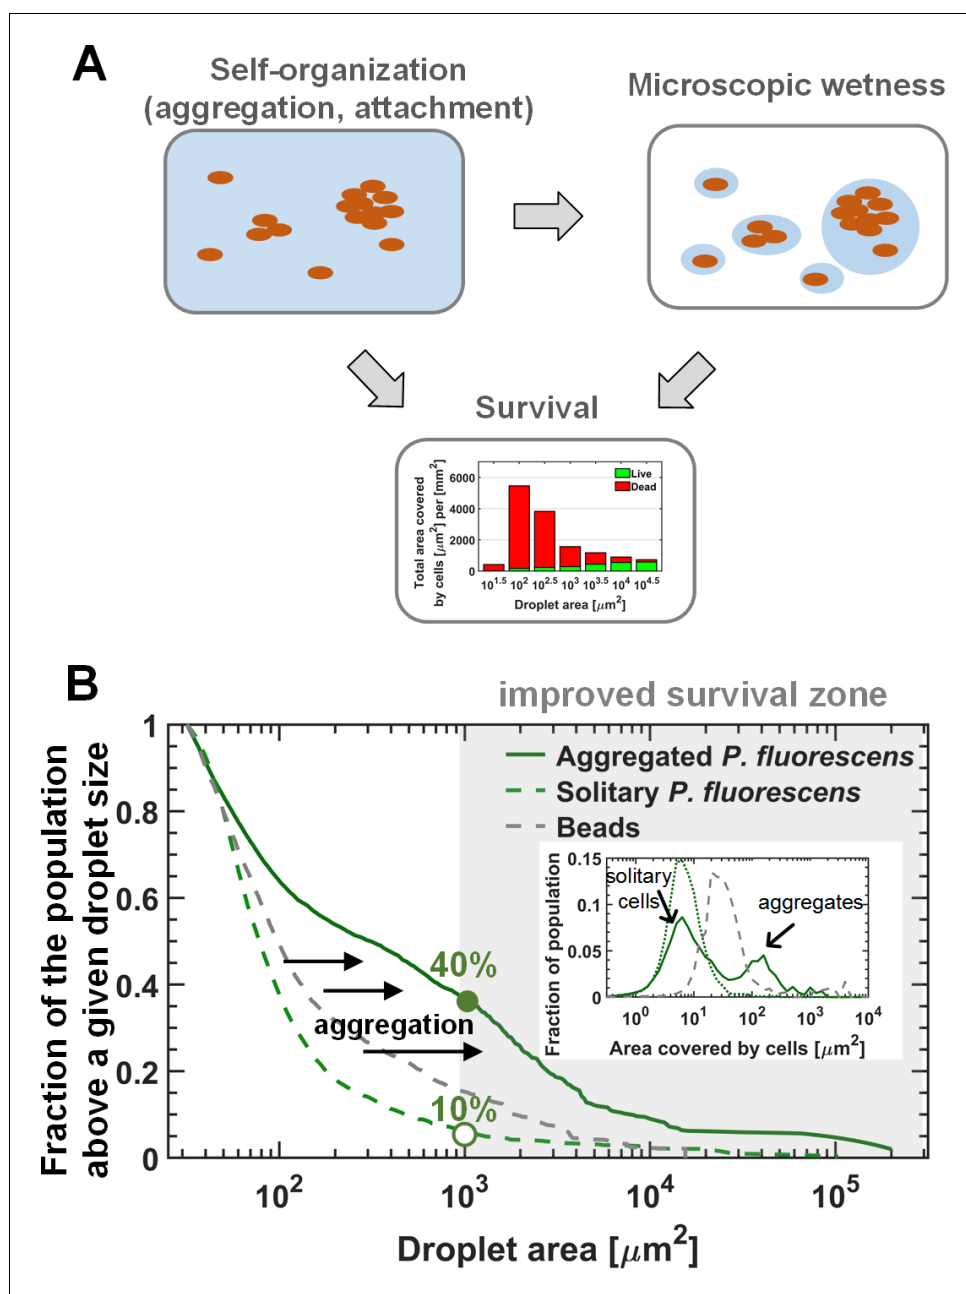 A
Self-organization
(aggregation, attachment)
Microscopic wetness
Survival
Total area covered
by cells [μm²] per [mm²]
6000
4000
2000
0
Live
Dead
10^1.5 10^2 10^2.5 10^3 10^3.5 10^4 10^4.5
Droplet area [μm²]
B
improved survival zone
Fraction of the population
above a given droplet size
1
0.8
0.6
0.4
0.2
0
Aggregated P. fluorescens
Solitary P. fluorescens
Beads
40%
aggregation
10%
Fraction of population
0.15
0.1
0.05
0
solitary
cells
aggregates
10^0 10^1 10^2 10^3 10^4
Area covered by cells [μm²]
10^2 10^3 10^4 10^5
Droplet area [μm²]